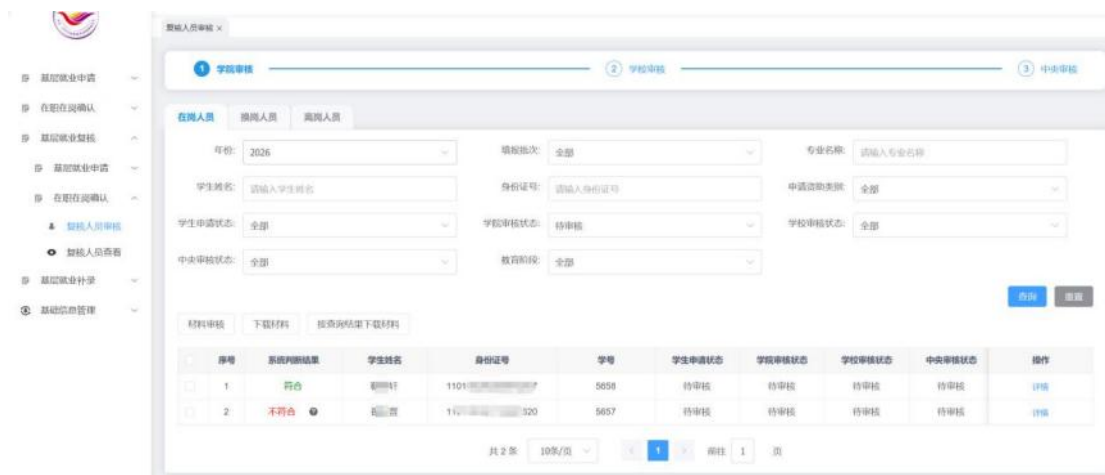 复核人员审核 ×
1 学院审核 2 学校审核 3 中央审核
基层就业申请
在职在岗确认
基层就业复核
基层就业申请
在职在岗确认
复核人员审核
复核人员查看
基层就业补录
基础信息管理
在岗人员 换岗人员 离岗人员
年份: 2026 填报批次: 全部 专业名称: 请输入专业名称
学生姓名: 请输入学生姓名 身份证号: 请输入身份证号 申请资助类别: 全部
学生申请状态: 全部 学院审核状态: 待审核 学校审核状态: 全部
中央审核状态: 全部 教育阶段: 全部
查询 重置
材料审核 下载材料 按查询结果下载材料
序号 系统判断结果 学生姓名 身份证号 学号 学生申请状态 学院审核状态 学校审核状态 中央审核状态 操作
1 符合 1101 7 5658 待审核 待审核 待审核 待审核 详情
2 不符合 520 5657 待审核 待审核 待审核 待审核 详情
共 2 条 10条/页 1 前往 1 页